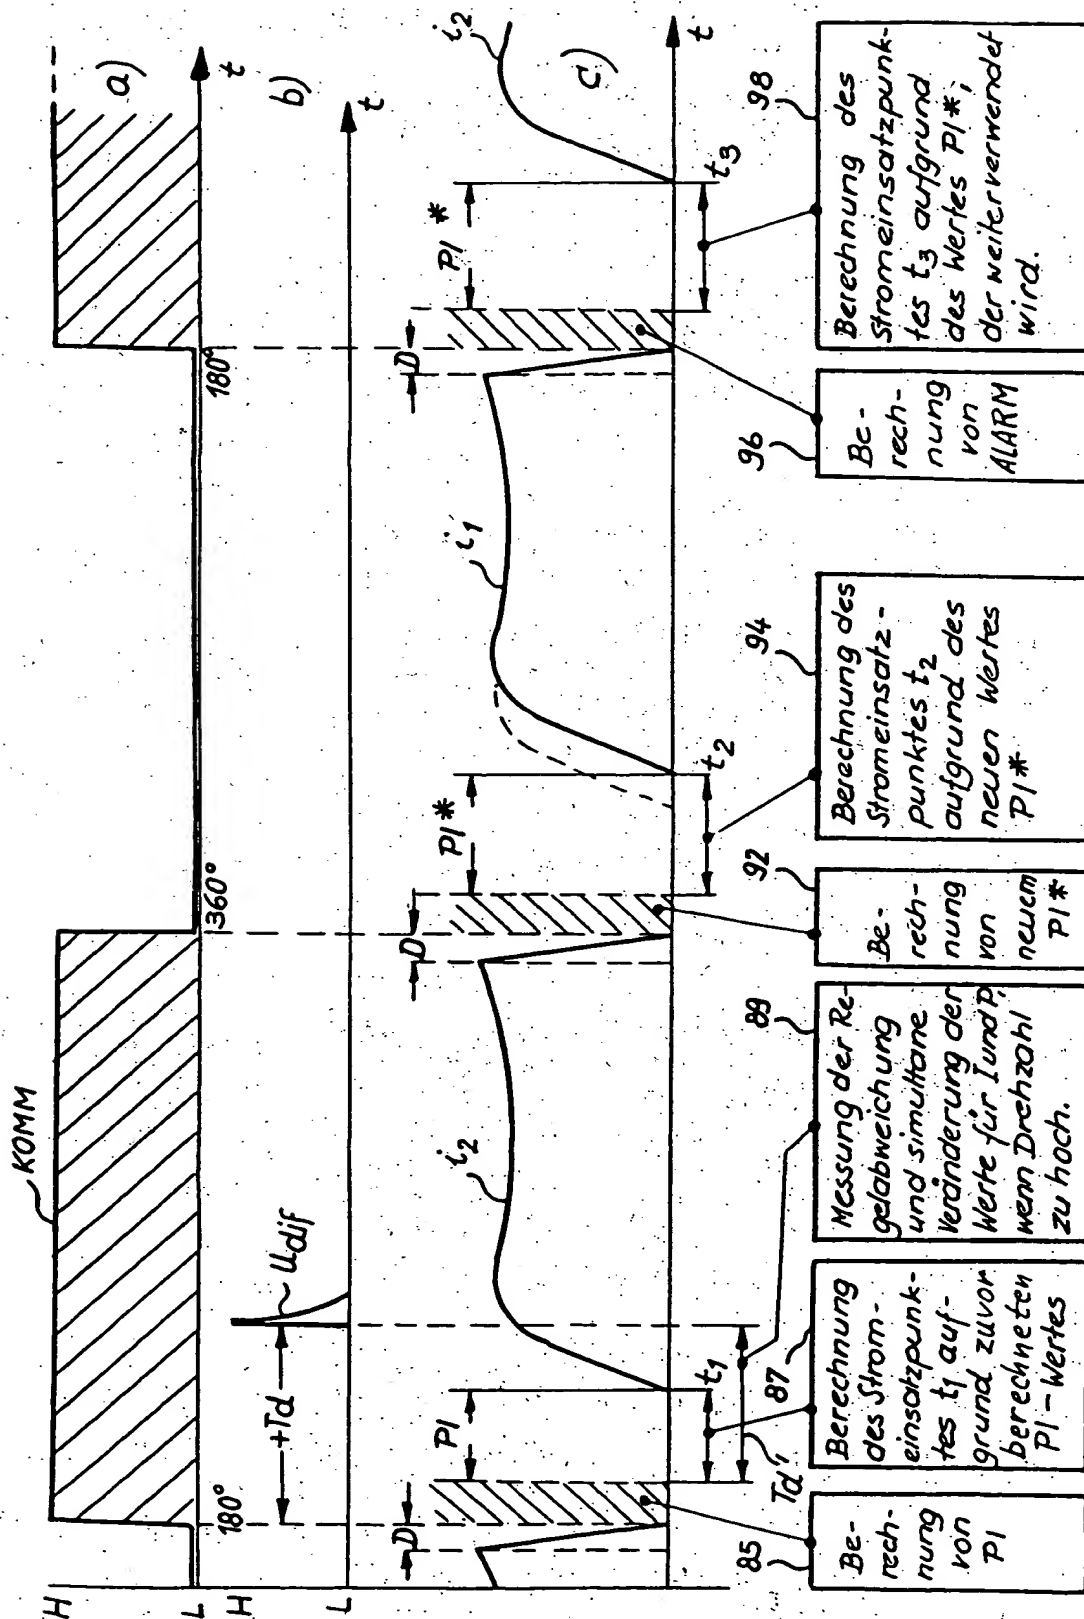 KOMM
H
L
a)
t
180°
360°
180°
H
L
+Td
Udif
b)
t
D
PI
i2
D
PI*
i1
D
PI*
i2
c)
t1
t2
t3
t
Td'
85
Be-
rech-
nung
von
PI
87
Berechnung
des Strom-
einsatzpunk-
tes t1 auf-
grund zuvor
berechneten
PI-Wertes
89
Messung der Re-
gelabweichung
und simultane
Veränderung der
Werte für I und P,
wenn Drehzahl
zu hoch.
92
Be-
rech-
nung
von
neuem
PI*
94
Berechnung des
Stromeinsatz-
punktes t2
aufgrund des
neuen Wertes
PI*
96
Be-
rech-
nung
von
ALARM
98
Berechnung des
Stromeinsatzpunk-
tes t3 aufgrund
des Wertes PI*,
der weiterverwendet
wird.